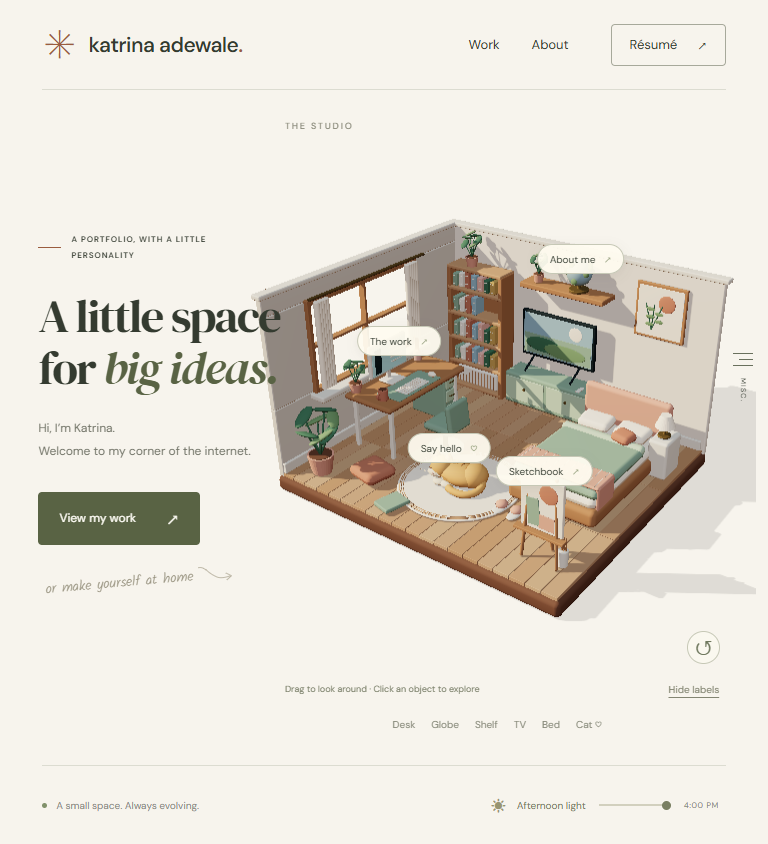 katrina adewale.
Work
About
Résumé ↗
THE STUDIO
A PORTFOLIO, WITH A LITTLE
PERSONALITY
A little space
for big ideas.
Hi, I’m Katrina.
Welcome to my corner of the internet.
View my work ↗
or make yourself at home
About me ↗
The work ↗
Say hello ♡
Sketchbook ↗
MISC.
Drag to look around · Click an object to explore
Hide labels
Desk
Globe
Shelf
TV
Bed
Cat ♡
A small space. Always evolving.
Afternoon light
4:00 PM